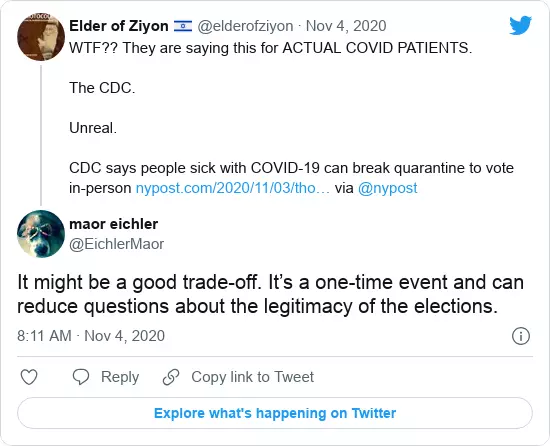 Elder of Ziyon 🇮🇱 @elderofziyon · Nov 4, 2020
WTF?? They are saying this for ACTUAL COVID PATIENTS.
The CDC.
Unreal.
CDC says people sick with COVID-19 can break quarantine to vote
in-person nypost.com/2020/11/03/tho… via @nypost
maor eichler
@EichlerMaor
It might be a good trade-off. It’s a one-time event and can
reduce questions about the legitimacy of the elections.
8:11 AM · Nov 4, 2020
Reply Copy link to Tweet
Explore what's happening on Twitter